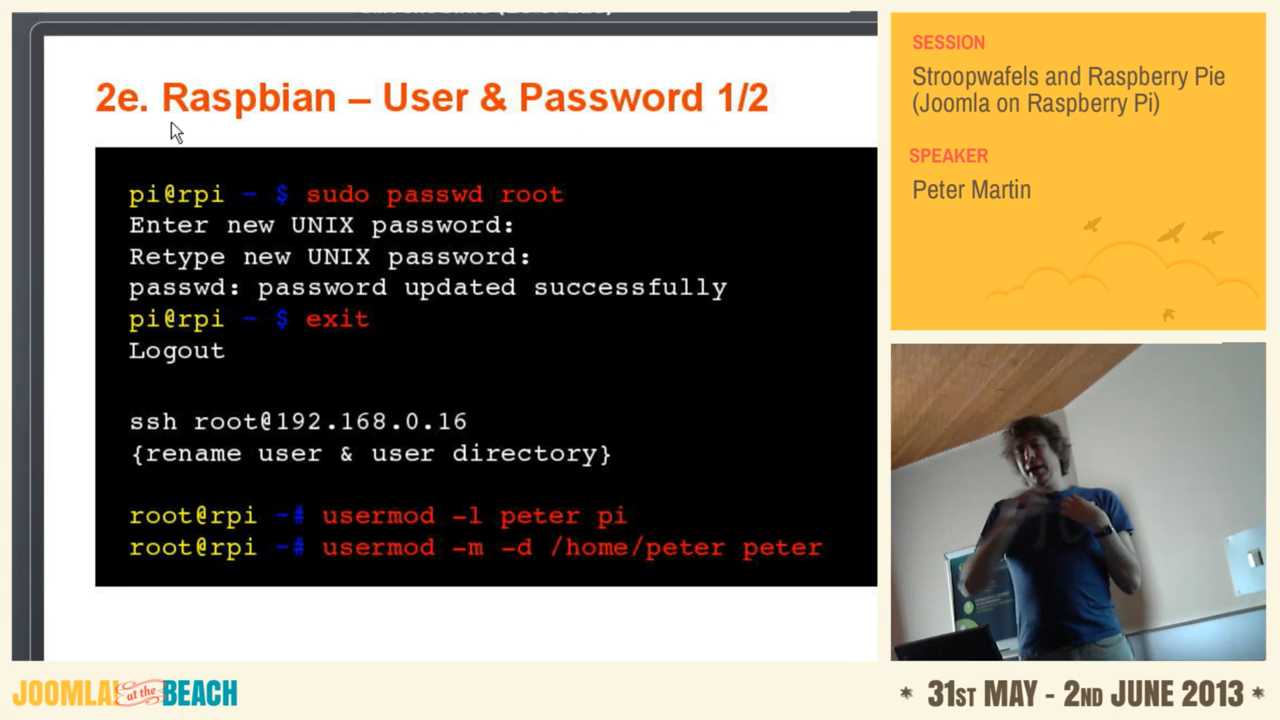 2e. Raspbian – User & Password 1/2
pi@rpi ~ $ sudo passwd root
Enter new UNIX password:
Retype new UNIX password:
passwd: password updated successfully
pi@rpi ~ $ exit
Logout
ssh root@192.168.0.16
{rename user & user directory}
root@rpi ~# usermod -l peter pi
root@rpi ~# usermod -m -d /home/peter peter
SESSION
Stroopwafels and Raspberry Pie
(Joomla on Raspberry Pi)
SPEAKER
Peter Martin
JOOMLA! at the BEACH
* 31ST MAY - 2ND JUNE 2013 *